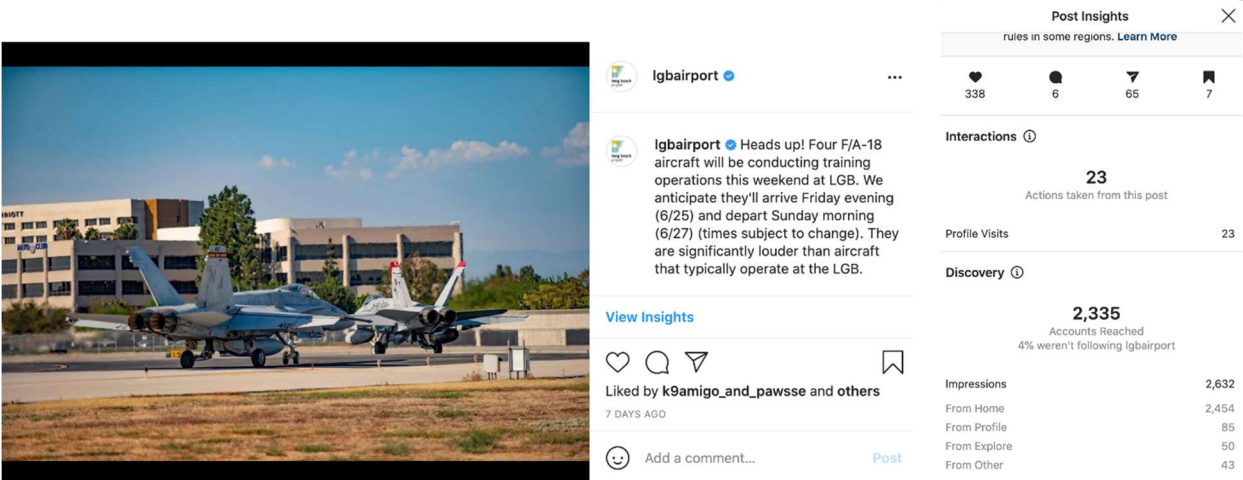 lgbairport
lgbairport Heads up! Four F/A-18
aircraft will be conducting training
operations this weekend at LGB. We
anticipate they'll arrive Friday evening
(6/25) and depart Sunday morning
(6/27) (times subject to change). They
are significantly louder than aircraft
that typically operate at the LGB.
View Insights
Liked by k9amigo_and_pawsse and others
7 DAYS AGO
Add a comment...
Post
Post Insights
rules in some regions. Learn More
338 6 65 7
Interactions
23
Actions taken from this post
Profile Visits 23
Discovery
2,335
Accounts Reached
4% weren't following lgbairport
Impressions 2,632
From Home 2,454
From Profile 85
From Explore 50
From Other 43